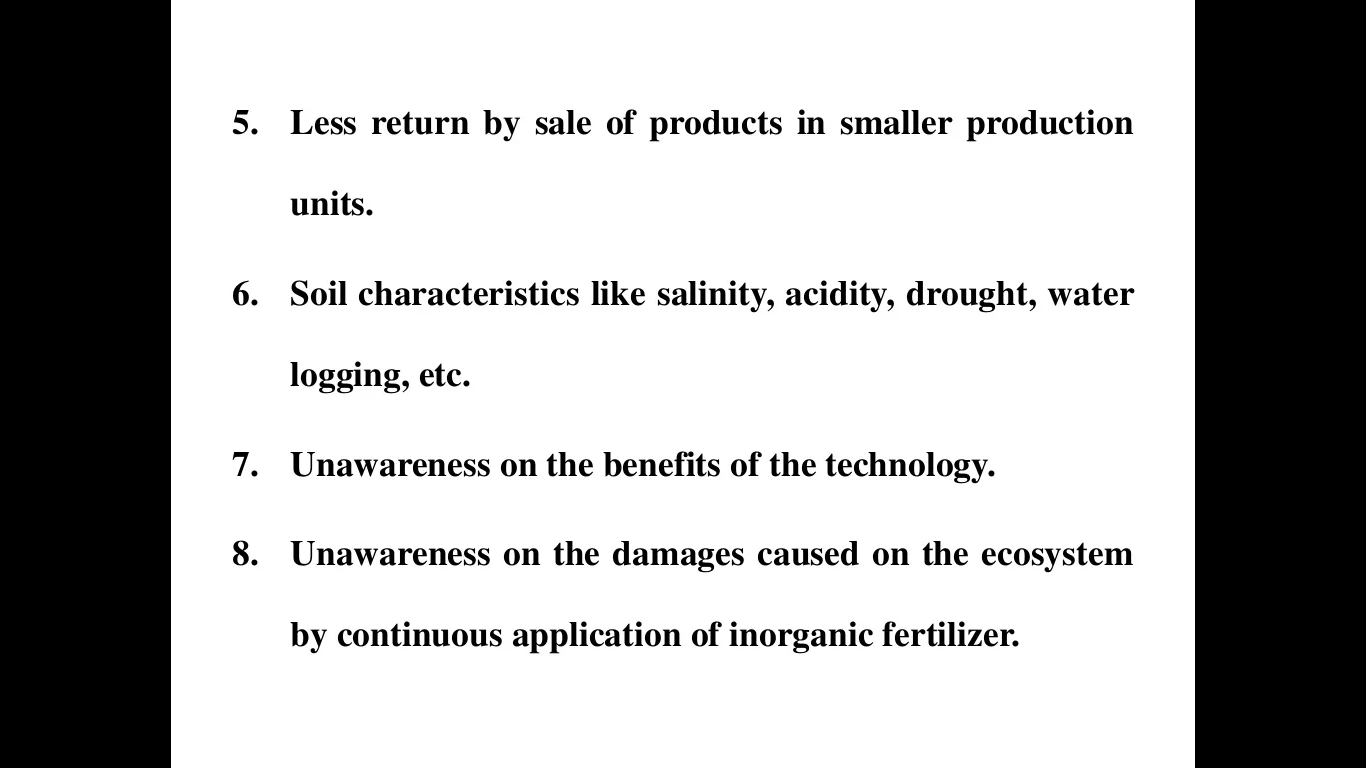 5. Less return by sale of products in smaller production
units.
6. Soil characteristics like salinity, acidity, drought, water
logging, etc.
7. Unawareness on the benefits of the technology.
8. Unawareness on the damages caused on the ecosystem
by continuous application of inorganic fertilizer.